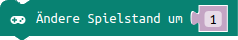 Ändere Spielstand um 1